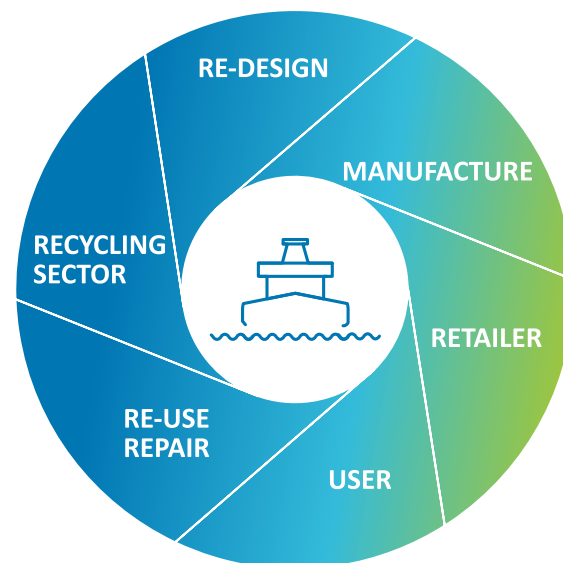 RE-DESIGN
MANUFACTURE
RETAILER
USER
RE-USE
REPAIR
RECYCLING
SECTOR